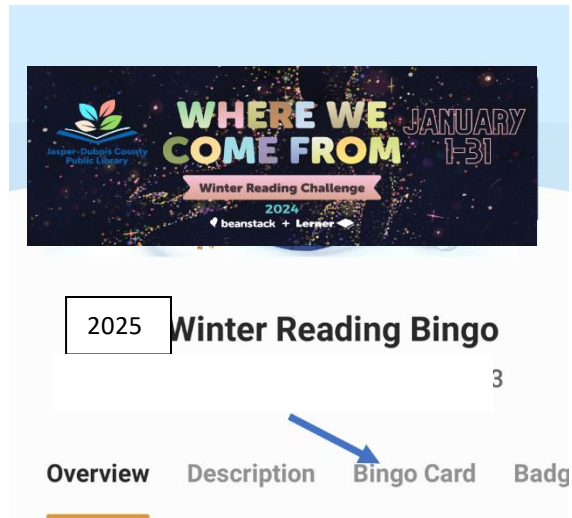 WHERE WE
COME FROM
JANUARY
1-31
Jasper-Dubois County
Public Library
Winter Reading Challenge
2024
beanstack + Lerner
2025 Winter Reading Bingo
3
Overview Description Bingo Card Badg